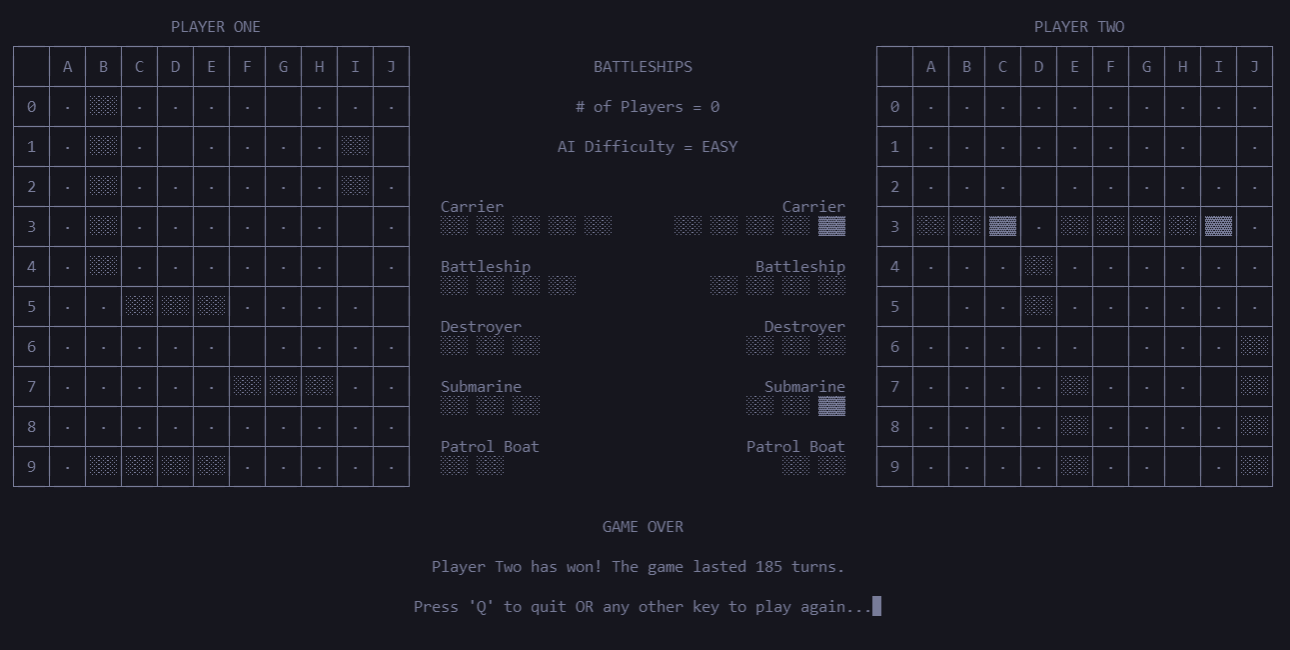 PLAYER ONE
A B C D E F G H I J
0
1
2
3
4
5
6
7
8
9
BATTLESHIPS
# of Players = 0
AI Difficulty = EASY
Carrier Carrier
Battleship Battleship
Destroyer Destroyer
Submarine Submarine
Patrol Boat Patrol Boat
PLAYER TWO
A B C D E F G H I J
0
1
2
3
4
5
6
7
8
9
GAME OVER
Player Two has won! The game lasted 185 turns.
Press 'Q' to quit OR any other key to play again...